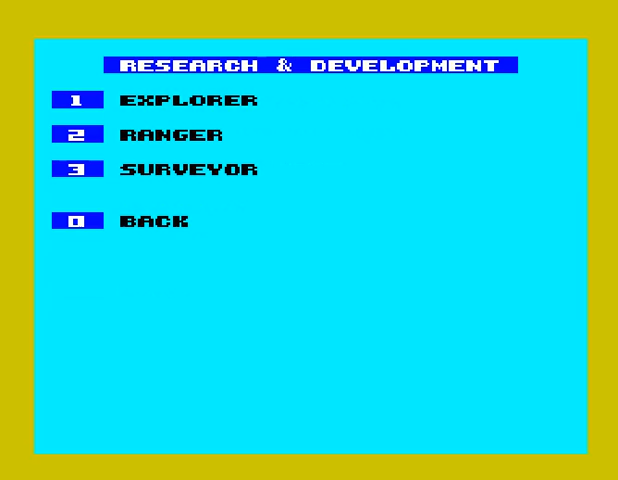 RESEARCH & DEVELOPMENT
1 EXPLORER
2 RANGER
3 SURVEYOR
0 BACK